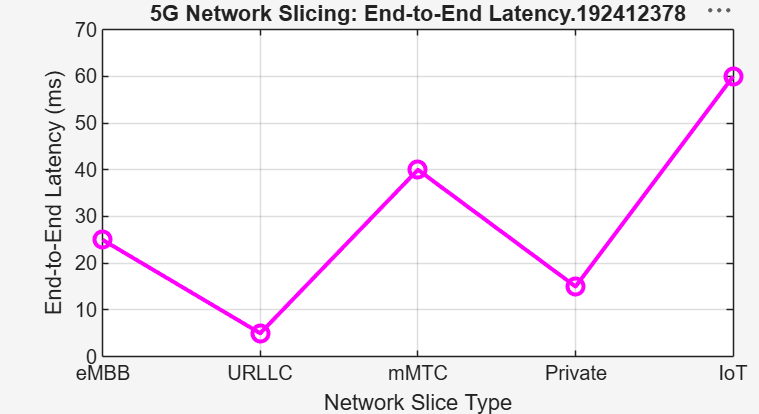 5G Network Slicing: End-to-End Latency.192412378
70
60
50
40
30
20
10
0
End-to-End Latency (ms)
eMBB URLLC mMTC Private IoT
Network Slice Type